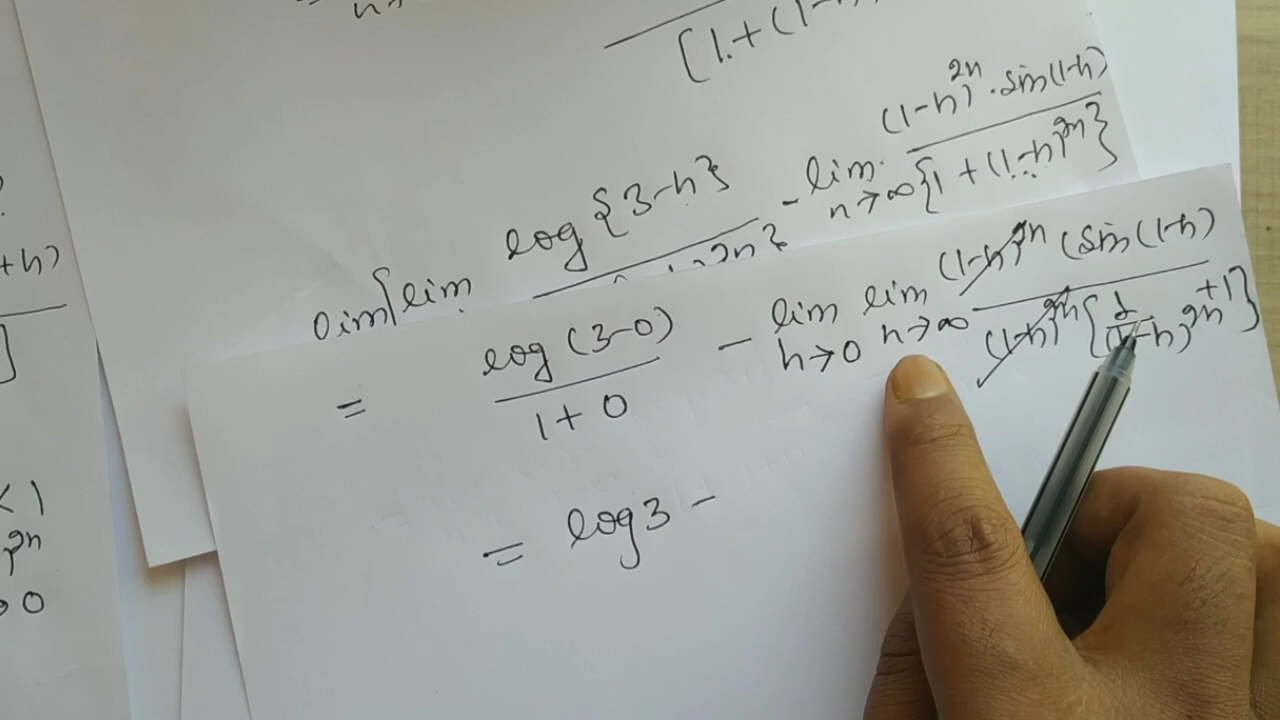 n→
[1.+(1-
+h)
]
(1-h)^{2n}.sin(1-h)
lim{lim log{3-h} - lim n→∞ {1+(1-h)^{2n}}
= log(3-0)/1+0 - lim h→0 lim n→∞ (1-h)^{2n} (sin(1-h)/(1-h)^{2n}{1/(1-h)^{2n}+1}
= log3 -
<1
2n
→0